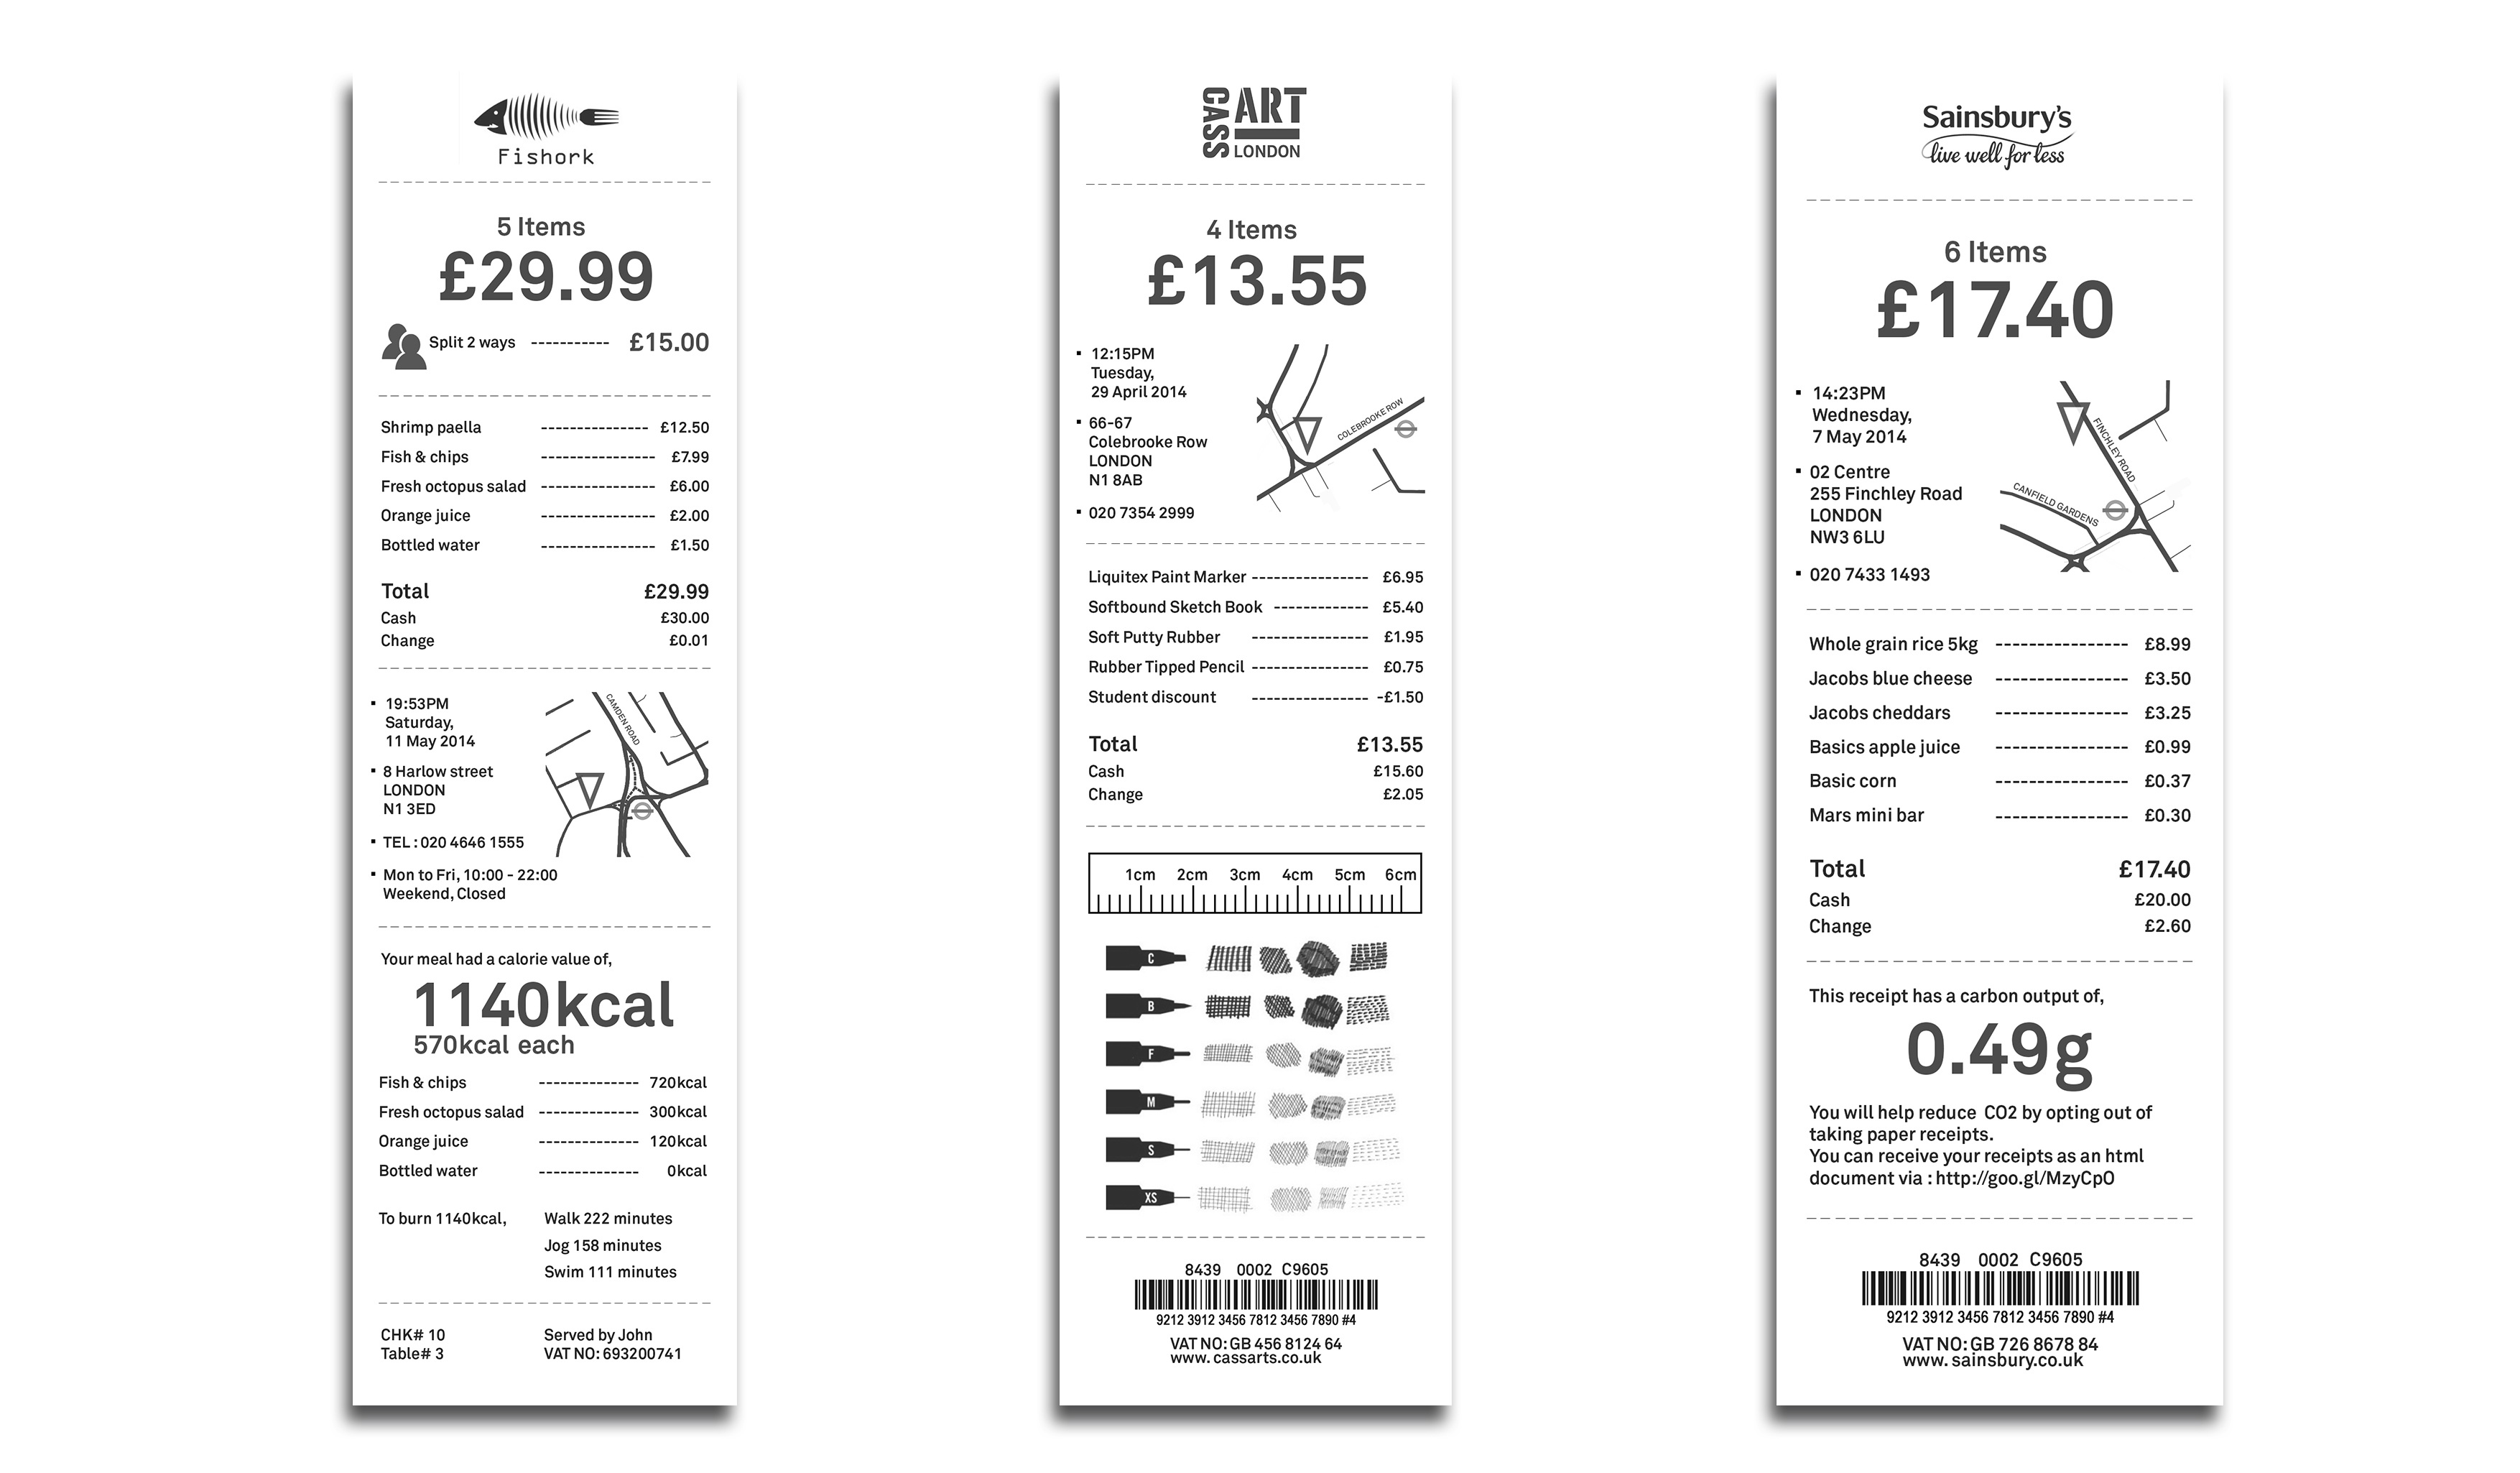 Fishork
5 Items
£29.99
Split 2 ways ----------- £15.00
Shrimp paella --------------- £12.50
Fish & chips ---------------- £7.99
Fresh octopus salad ---------------- £6.00
Orange juice ---------------- £2.00
Bottled water ---------------- £1.50
Total £29.99
Cash £30.00
Change £0.01
19:53PM
Saturday,
11 May 2014
8 Harlow street
LONDON
N1 3ED
TEL : 020 4646 1555
Mon to Fri, 10:00 - 22:00
Weekend, Closed
CAMDEN ROAD
Your meal had a calorie value of,
1140kcal
570kcal each
Fish & chips -------------- 720kcal
Fresh octopus salad -------------- 300kcal
Orange juice -------------- 120kcal
Bottled water -------------- 0kcal
To burn 1140kcal, Walk 222 minutes
Jog 158 minutes
Swim 111 minutes
CHK# 10 Served by John
Table# 3 VAT NO: 693200741
CASS ART
LONDON
4 Items
£13.55
12:15PM
Tuesday,
29 April 2014
66-67
Colebrooke Row
LONDON
N1 8AB
020 7354 2999
COLEBROOKE ROW
Liquitex Paint Marker ----------------- £6.95
Softbound Sketch Book -------------- £5.40
Soft Putty Rubber ----------------- £1.95
Rubber Tipped Pencil ----------------- £0.75
Student discount ----------------- -£1.50
Total £13.55
Cash £15.60
Change £2.05
1cm 2cm 3cm 4cm 5cm 6cm
C
B
F
M
S
XS
8439 0002 C9605
9212 3912 3456 7812 3456 7890 #4
VAT NO: GB 456 8124 64
www. cassarts.co.uk
Sainsbury's
live well for less
6 Items
£17.40
14:23PM
Wednesday,
7 May 2014
02 Centre
255 Finchley Road
LONDON
NW3 6LU
020 7433 1493
FINCHLEY ROAD
CANFIELD GARDENS
Whole grain rice 5kg ----------------- £8.99
Jacobs blue cheese ----------------- £3.50
Jacobs cheddars ----------------- £3.25
Basics apple juice ----------------- £0.99
Basic corn ----------------- £0.37
Mars mini bar ----------------- £0.30
Total £17.40
Cash £20.00
Change £2.60
This receipt has a carbon output of,
0.49g
You will help reduce CO2 by opting out of
taking paper receipts.
You can receive your receipts as an html
document via : http://goo.gl/MzyCpO
8439 0002 C9605
9212 3912 3456 7812 3456 7890 #4
VAT NO: GB 726 8678 84
www. sainsbury.co.uk